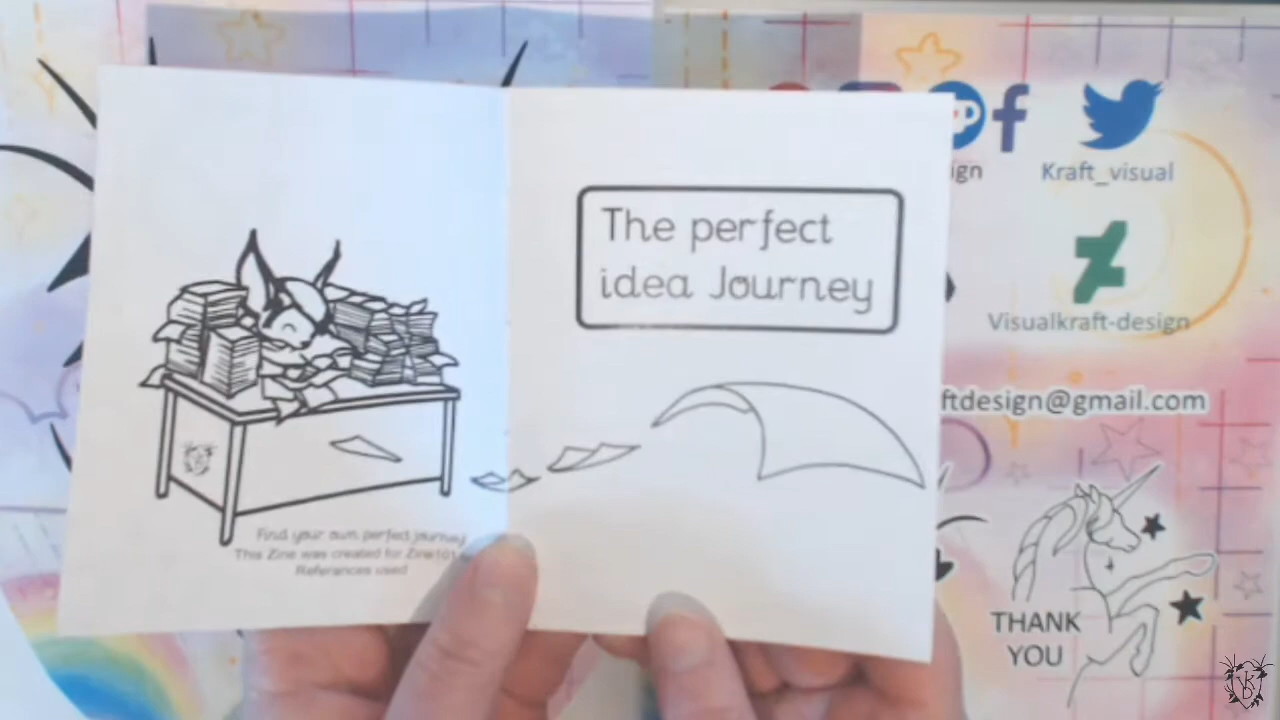 The perfect
idea Journey
Find your own perfect journey
This Zine was created for Zine101
Referances used
ign
Kraft_visual
Visualkraft-design
ftdesign@gmail.com
THANK
YOU